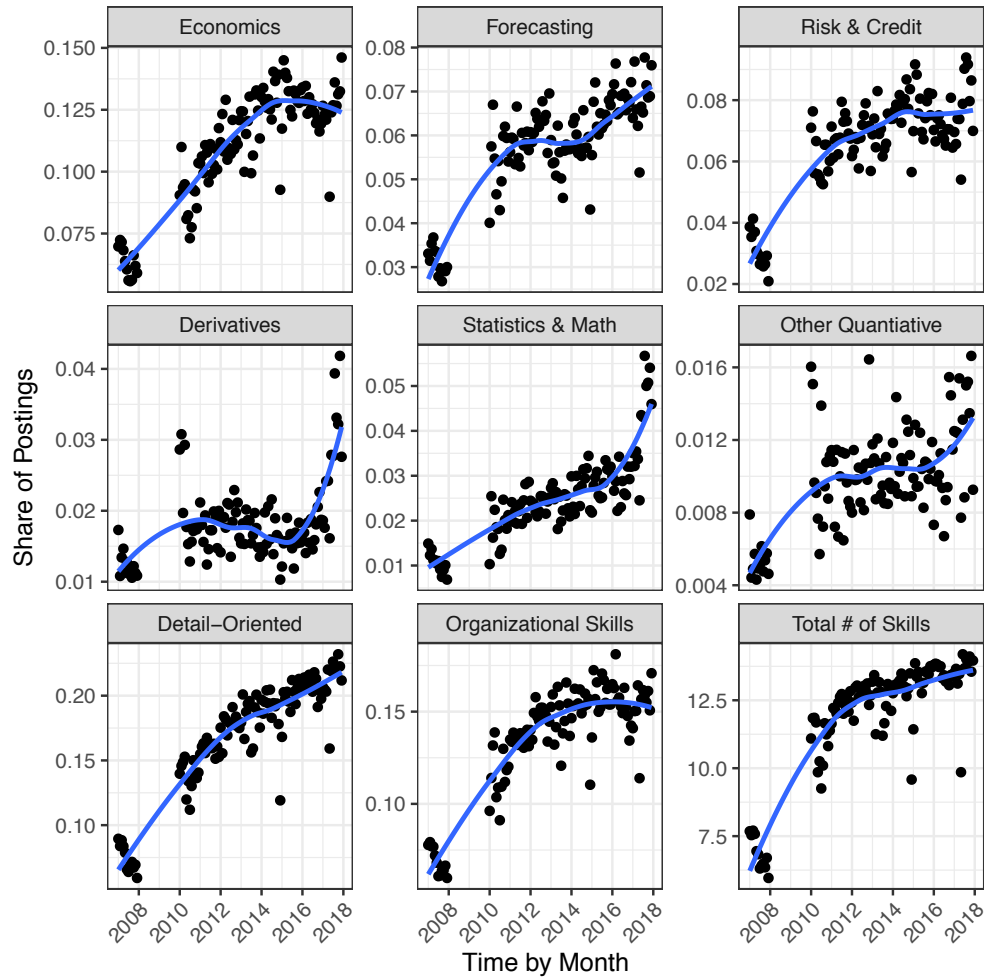 Economics
Forecasting
Risk & Credit
0.150
0.125
0.100
0.075
0.08
0.07
0.06
0.05
0.04
0.03
0.08
0.06
0.04
0.02
Derivatives
Statistics & Math
Other Quantiative
0.04
0.03
0.02
0.01
0.05
0.04
0.03
0.02
0.01
0.016
0.012
0.008
0.004
Detail−Oriented
Organizational Skills
Total # of Skills
0.20
0.15
0.10
0.15
0.10
12.5
10.0
7.5
2008 2010 2012 2014 2016 2018
2008 2010 2012 2014 2016 2018
2008 2010 2012 2014 2016 2018
Time by Month
Share of Postings